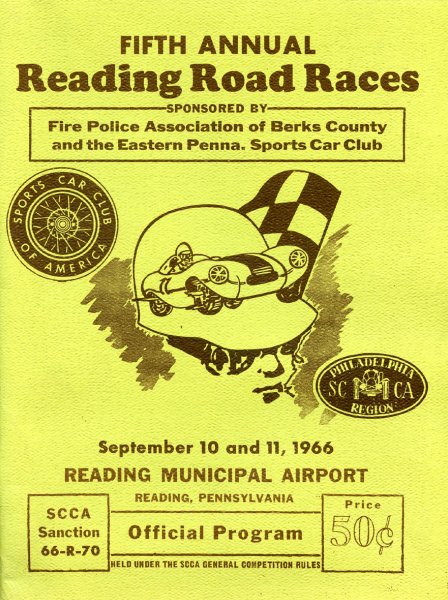 FIFTH ANNUAL
Reading Road Races
SPONSORED BY
Fire Police Association of Berks County
and the Eastern Penna. Sports Car Club
SPORTS CAR CLUB
OF AMERICA
PHILADELPHIA
SC CA
REGION
September 10 and 11, 1966
READING MUNICIPAL AIRPORT
READING, PENNSYLVANIA
SCCA
Sanction
66-R-70
Official Program
Price
50¢
HELD UNDER THE SCCA GENERAL COMPETITION RULES